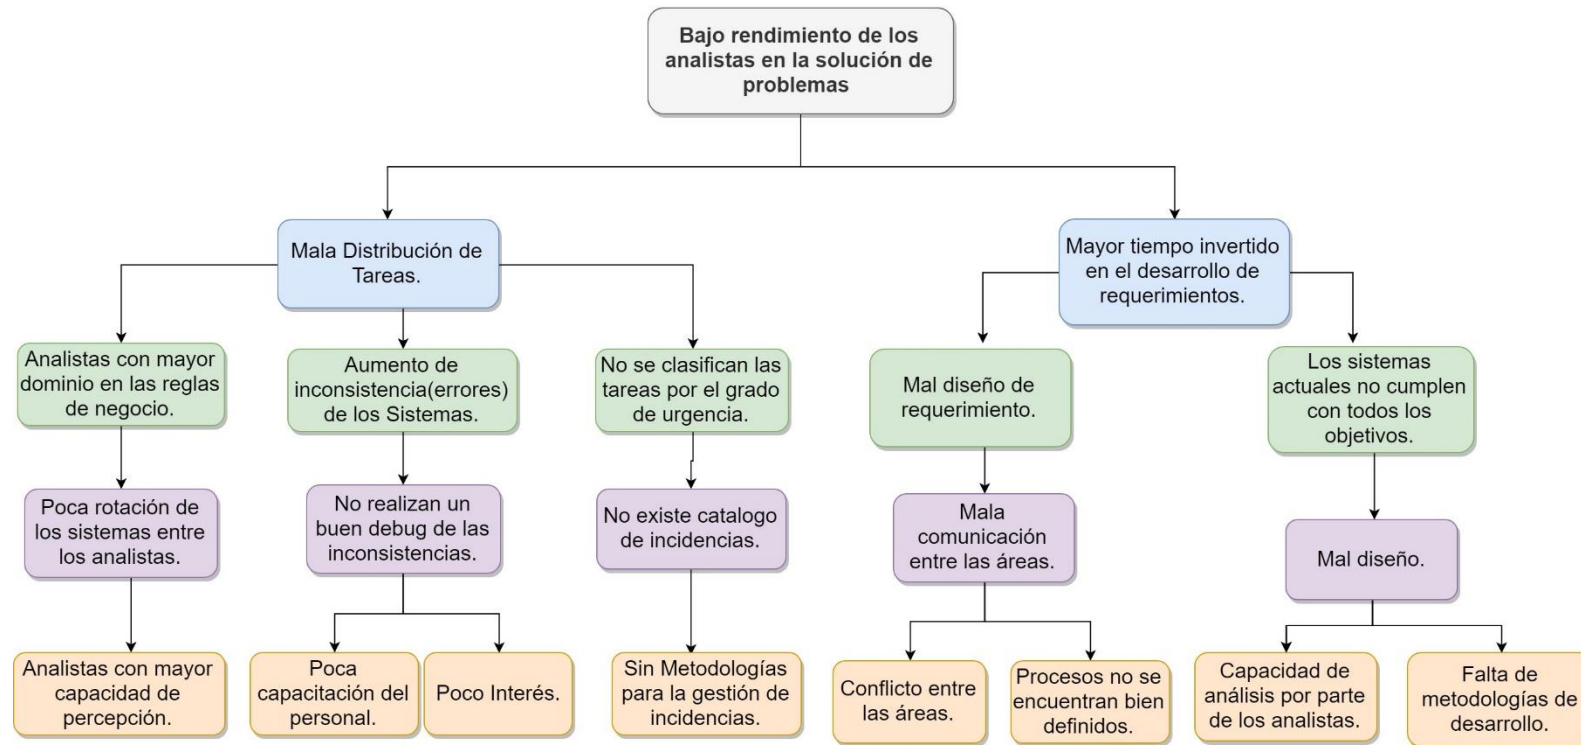 Bajo rendimiento de los
analistas en la solución de
problemas
Mala Distribución de
Tareas.
Mayor tiempo invertido
en el desarrollo de
requerimientos.
Analistas con mayor
dominio en las reglas
de negocio.
Aumento de
inconsistencia(errores)
de los Sistemas.
No se clasifican las
tareas por el grado
de urgencia.
Mal diseño de
requerimiento.
Los sistemas
actuales no cumplen
con todos los
objetivos.
Poca rotación de
los sistemas entre
los analistas.
No realizan un
buen debug de las
inconsistencias.
No existe catalogo
de incidencias.
Mala
comunicación
entre las áreas.
Mal diseño.
Analistas con mayor
capacidad de
percepción.
Poca
capacitación del
personal.
Poco Interés.
Sin Metodologías
para la gestión de
incidencias.
Conflicto entre
las áreas.
Procesos no se
encuentran bien
definidos.
Capacidad de
análisis por parte
de los analistas.
Falta de
metodologías de
desarrollo.